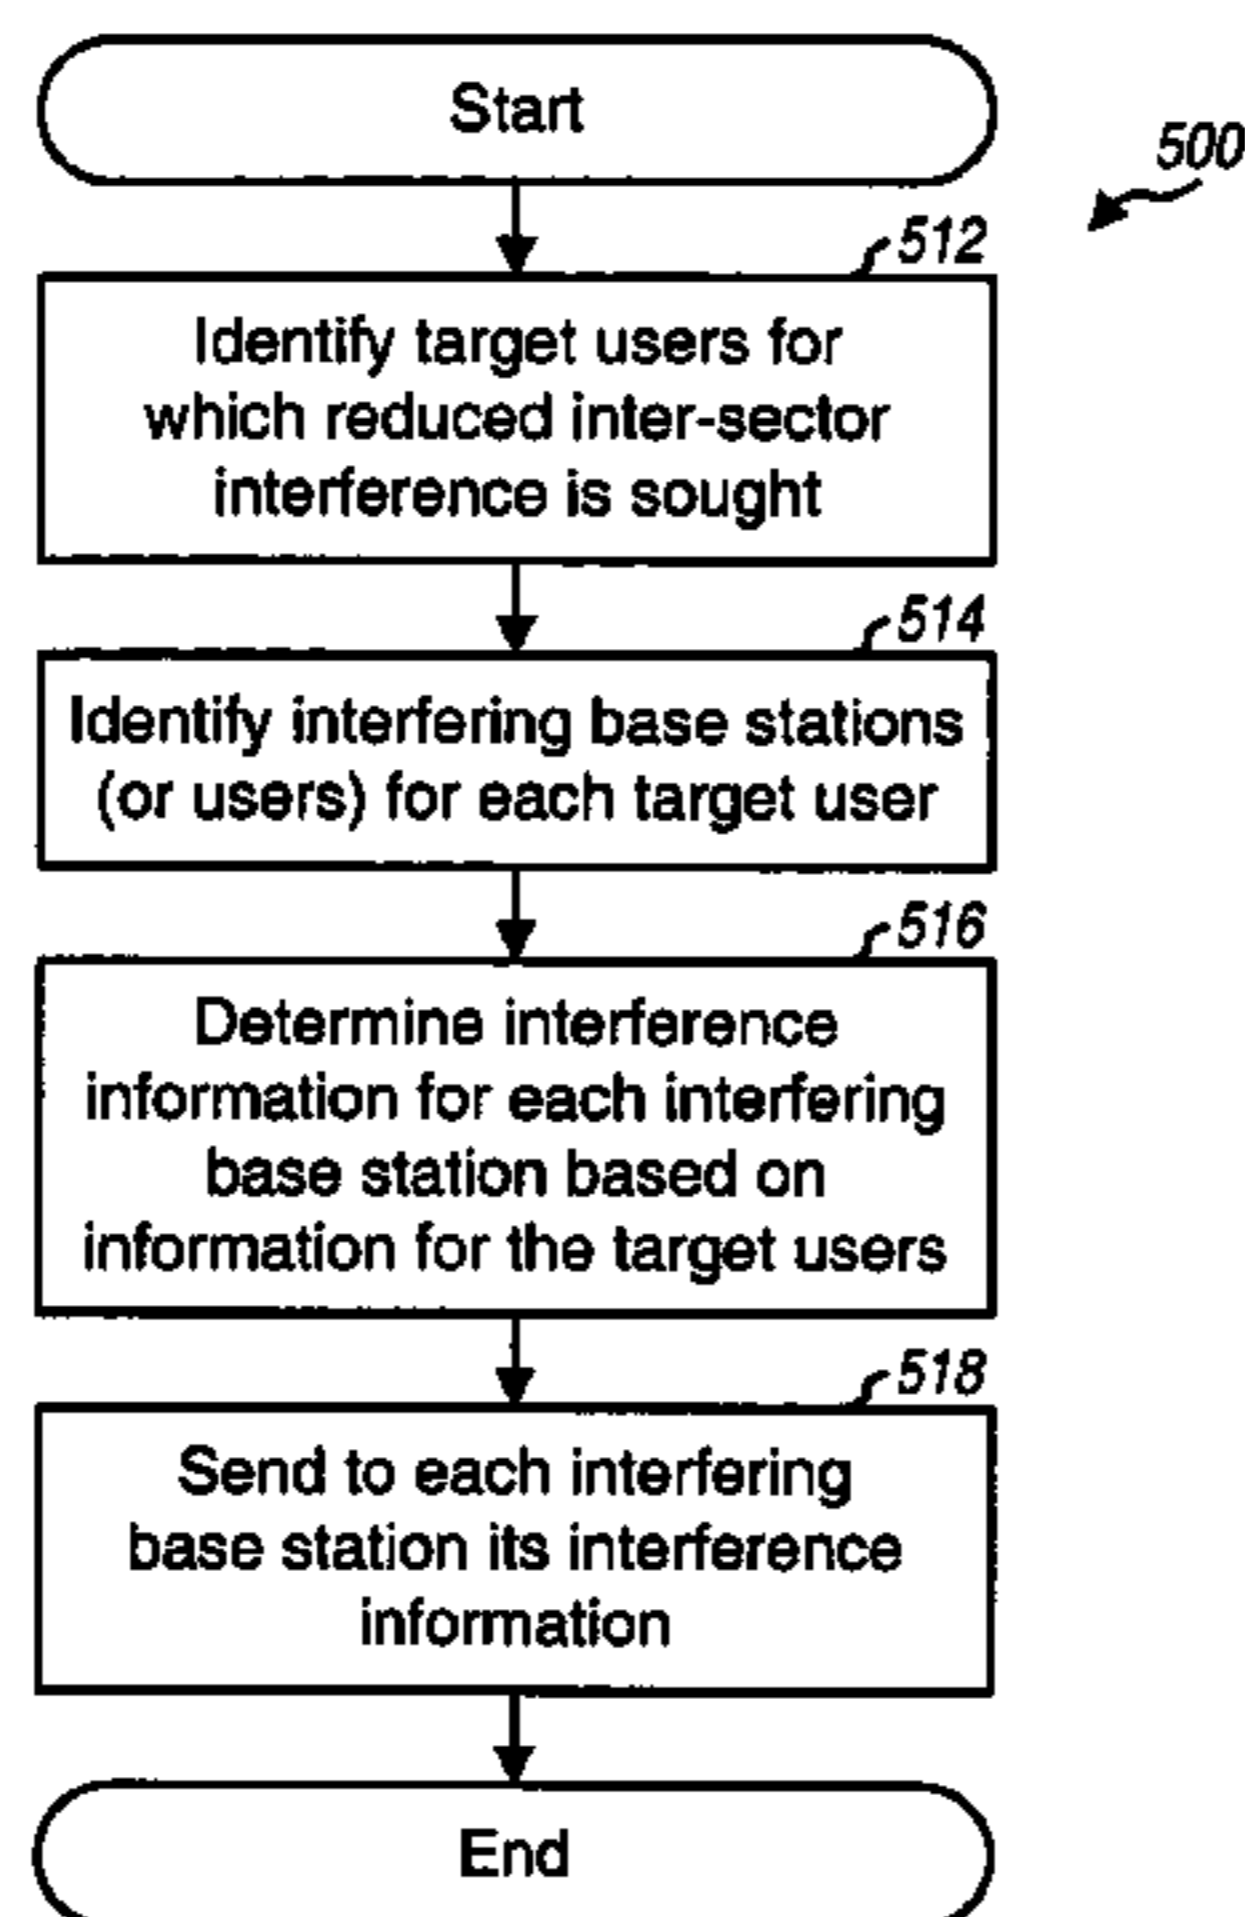 Start
500
512
Identify target users for
which reduced inter-sector
interference is sought
514
Identify interfering base stations
(or users) for each target user
516
Determine interference
information for each interfering
base station based on
information for the target users
518
Send to each interfering
base station its interference
information
End